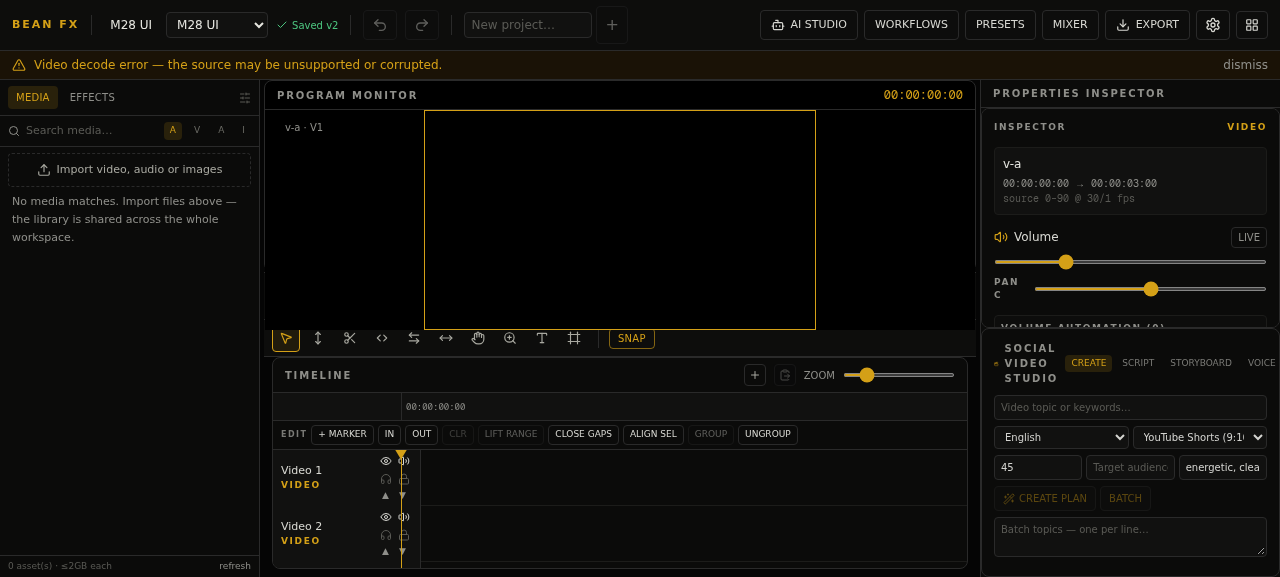 BEAN FX
M28 UI
M28 UI
Saved v2
New project...
AI STUDIO
WORKFLOWS
PRESETS
MIXER
EXPORT
Video decode error — the source may be unsupported or corrupted.
dismiss
MEDIA
EFFECTS
Search media...
A
V
A
I
Import video, audio or images
No media matches. Import files above —
the library is shared across the whole
workspace.
0 asset(s) · ≤2GB each
refresh
PROGRAM MONITOR
00:00:00:00
v-a · V1
SNAP
TIMELINE
ZOOM
00:00:00:00
EDIT
+ MARKER
IN
OUT
CLR
LIFT RANGE
CLOSE GAPS
ALIGN SEL
GROUP
UNGROUP
Video 1
VIDEO
Video 2
VIDEO
PROPERTIES INSPECTOR
INSPECTOR
VIDEO
v-a
00:00:00:00 → 00:00:03:00
source 0–90 @ 30/1 fps
Volume
LIVE
PAN
C
VOLUME AUTOMATION (0)
SOCIAL
VIDEO
STUDIO
CREATE
SCRIPT
STORYBOARD
VOICE
Video topic or keywords...
English
YouTube Shorts (9:1
45
Target audienc
energetic, clea
CREATE PLAN
BATCH
Batch topics — one per line...